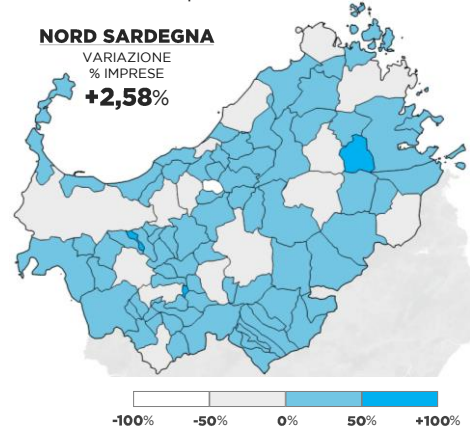 NORD SARDEGNA
VARIAZIONE
% IMPRESE
+2,58%
-100% -50% 0% 50% +100%